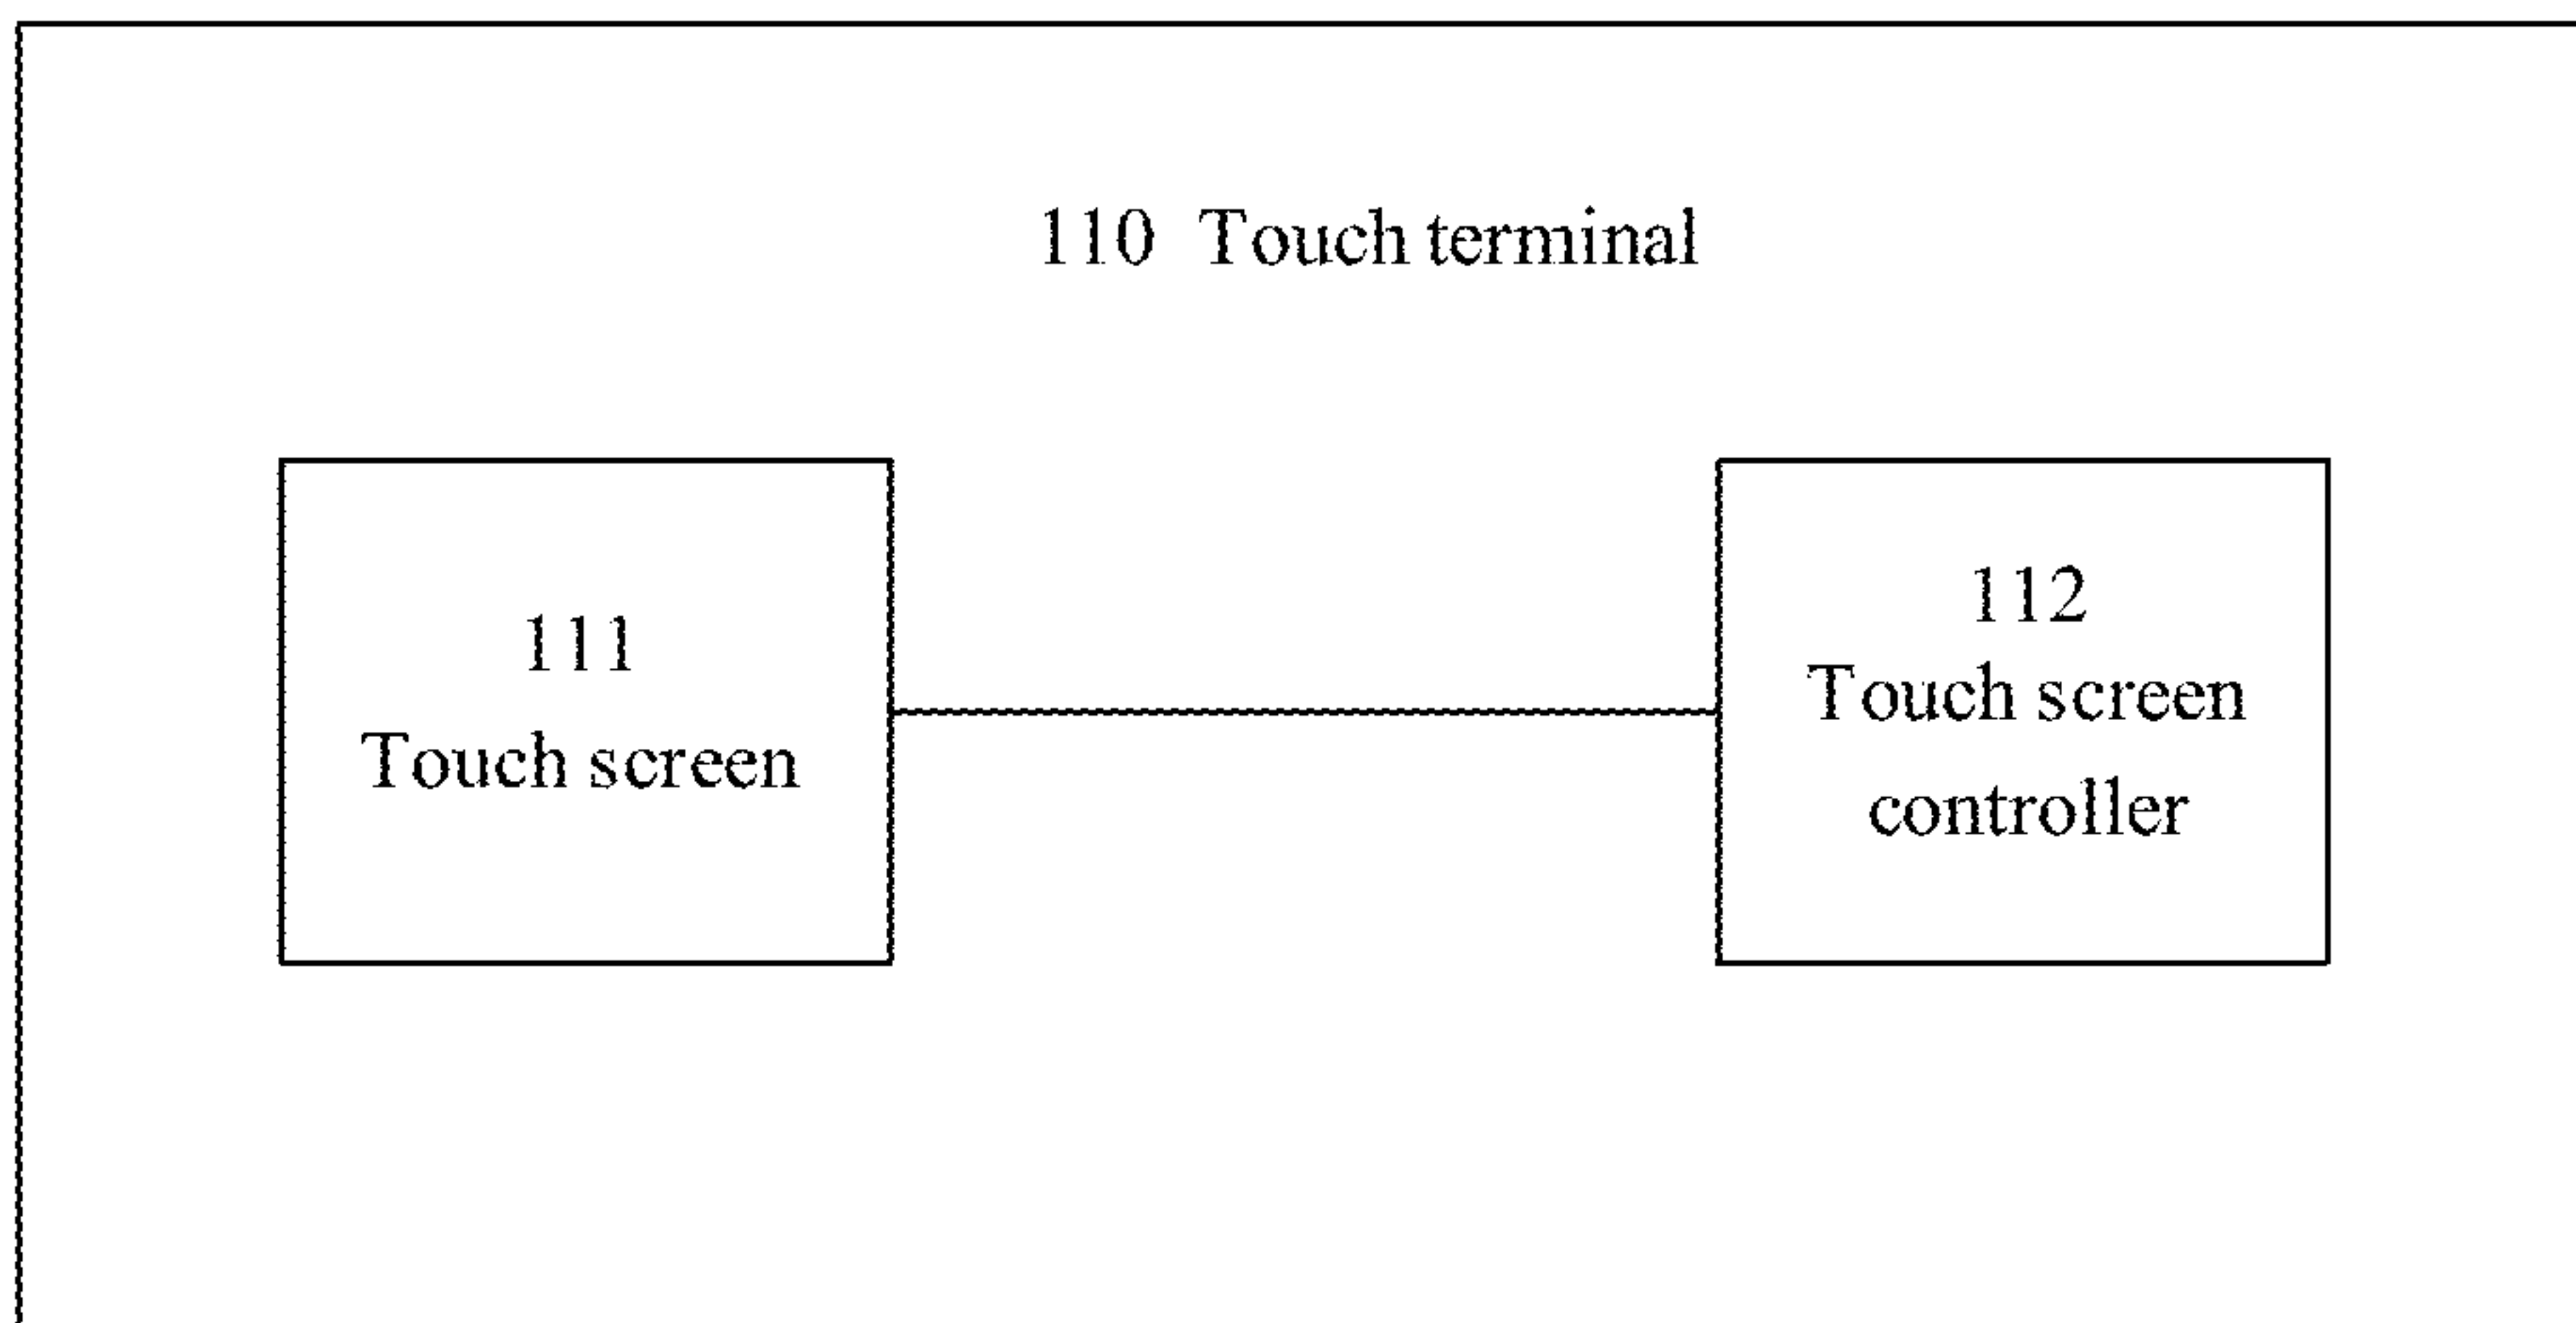 110 Touch terminal
111
Touch screen
112
Touch screen
controller